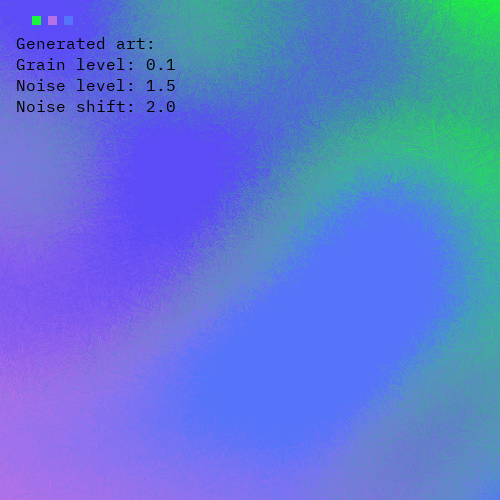 Generated art:
Grain level: 0.1
Noise level: 1.5
Noise shift: 2.0